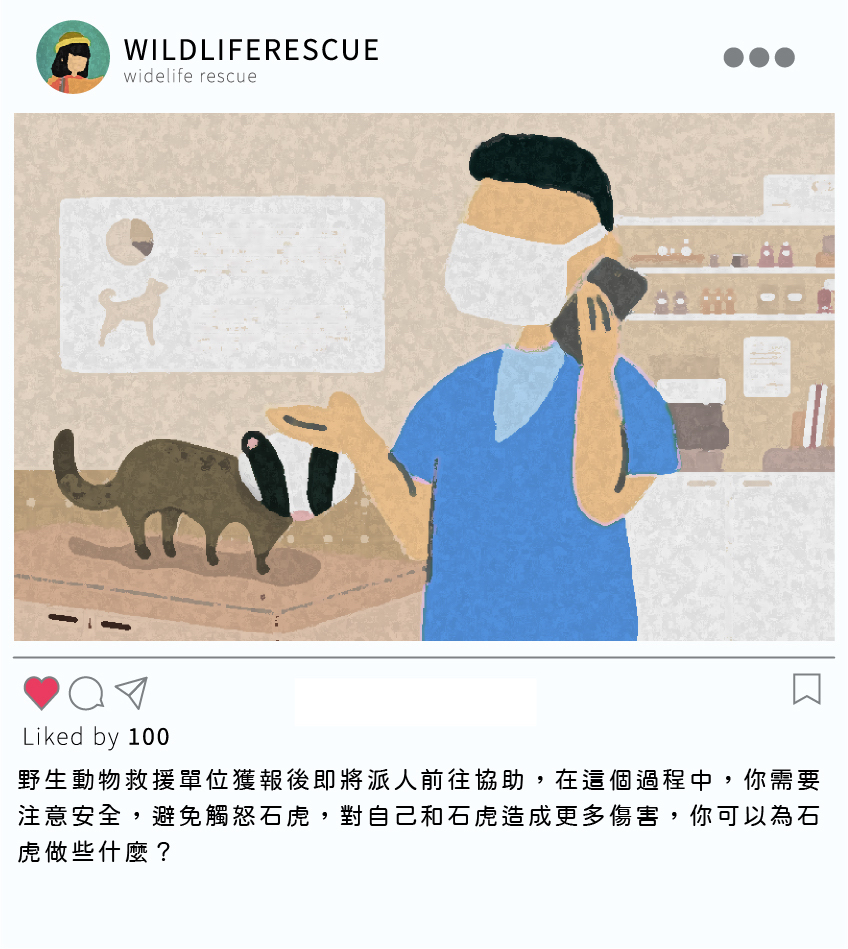 WILDLIFERESCUE
widelife rescue
Liked by 100
野生動物救援單位獲報後即將派人前往協助，在這個過程中，你需要
注意安全，避免觸怒石虎，對自己和石虎造成更多傷害，你可以為石
虎做些什麼？